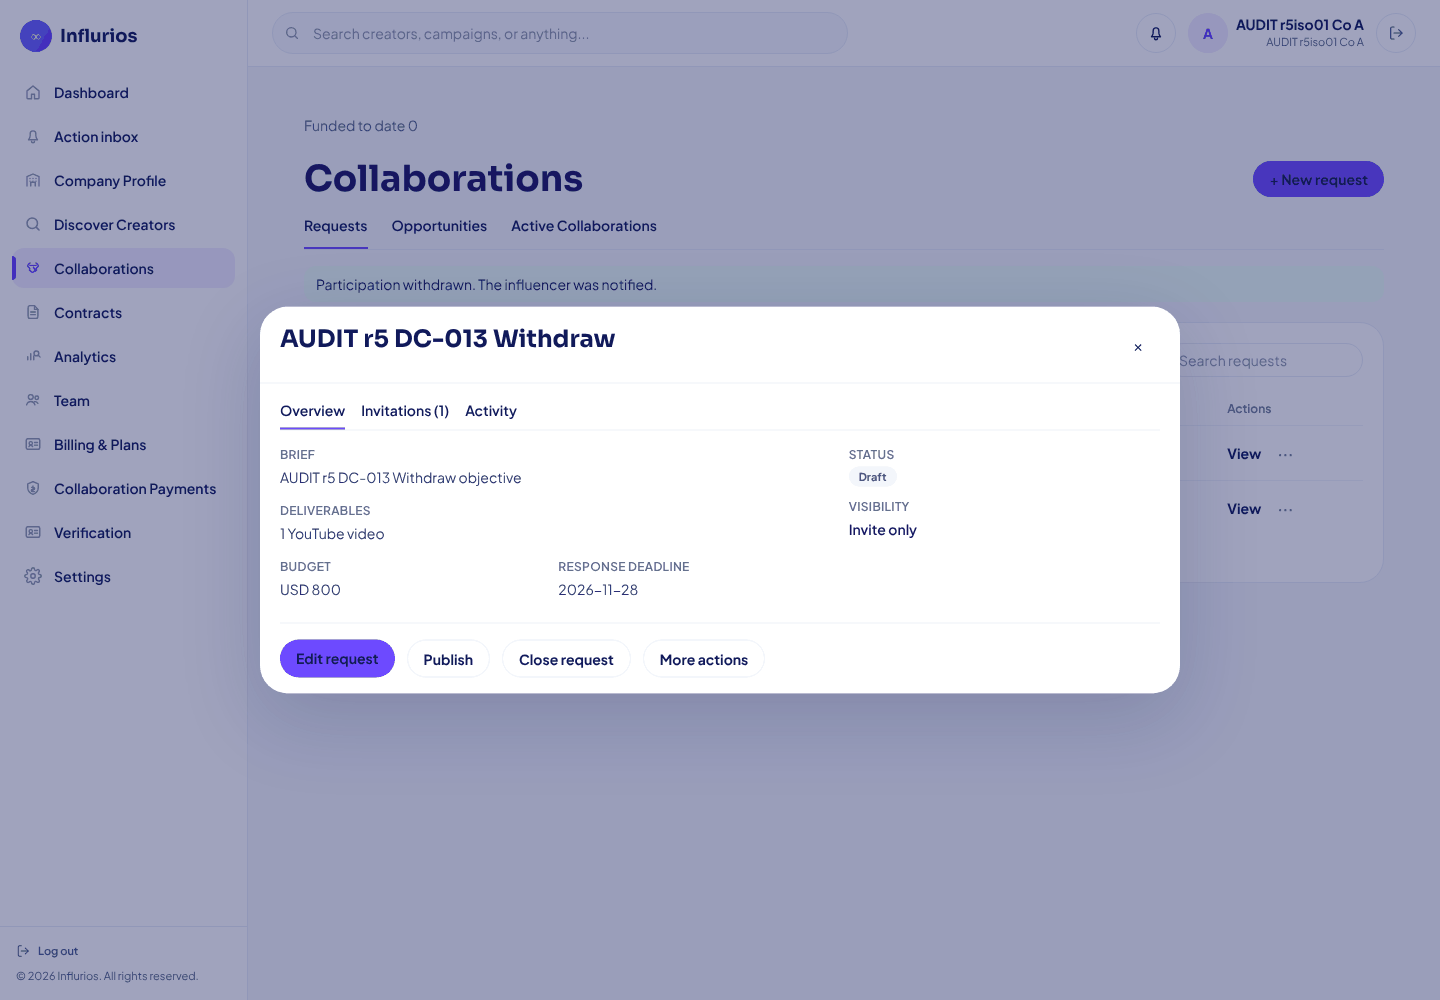 Influrios
Search creators, campaigns, or anything...
A
AUDIT r5iso01 Co A
AUDIT r5iso01 Co A
Dashboard
Action inbox
Company Profile
Discover Creators
Collaborations
Contracts
Analytics
Team
Billing & Plans
Collaboration Payments
Verification
Settings
Log out
© 2026 Influrios. All rights reserved.
Funded to date 0
Collaborations
+ New request
Requests Opportunities Active Collaborations
Participation withdrawn. The influencer was notified.
Search requests
Actions
View ...
View ...
AUDIT r5 DC-013 Withdraw
×
Overview Invitations (1) Activity
BRIEF
AUDIT r5 DC-013 Withdraw objective
DELIVERABLES
1 YouTube video
BUDGET
USD 800
RESPONSE DEADLINE
2026-11-28
STATUS
Draft
VISIBILITY
Invite only
Edit request Publish Close request More actions